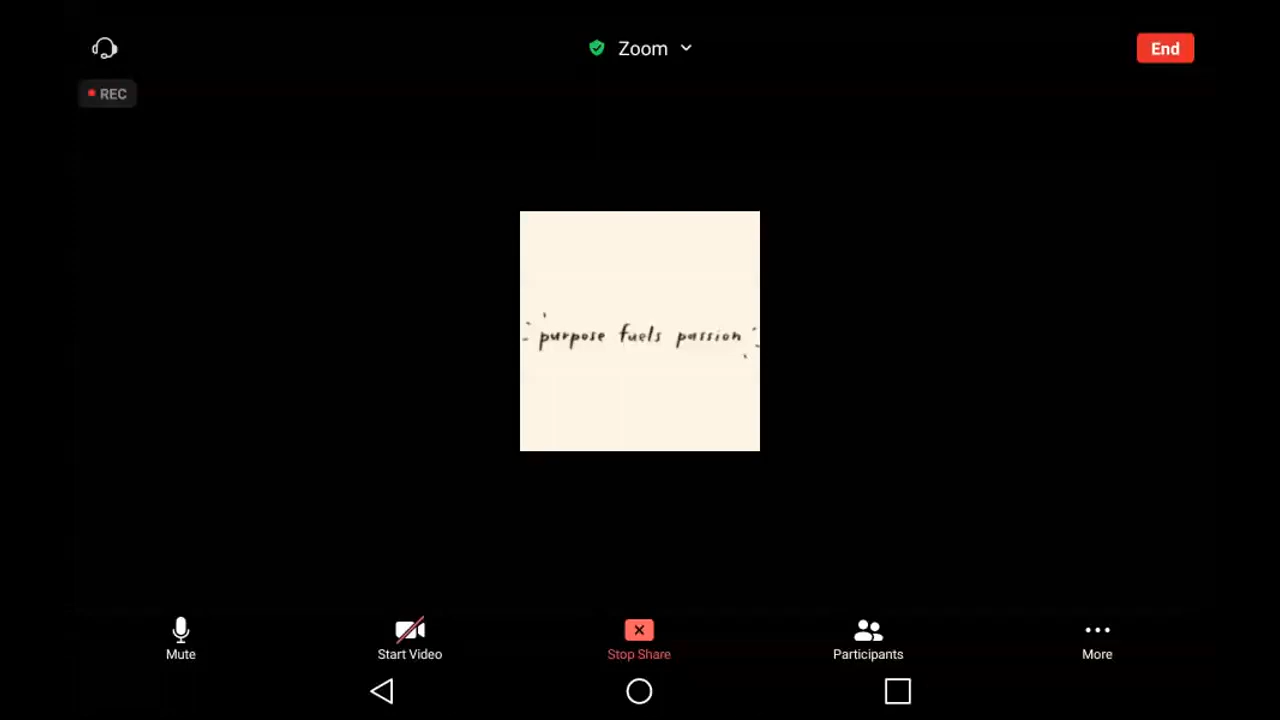 Zoom
End
REC
purpose fuels passion
Mute
Start Video
Stop Share
Participants
More